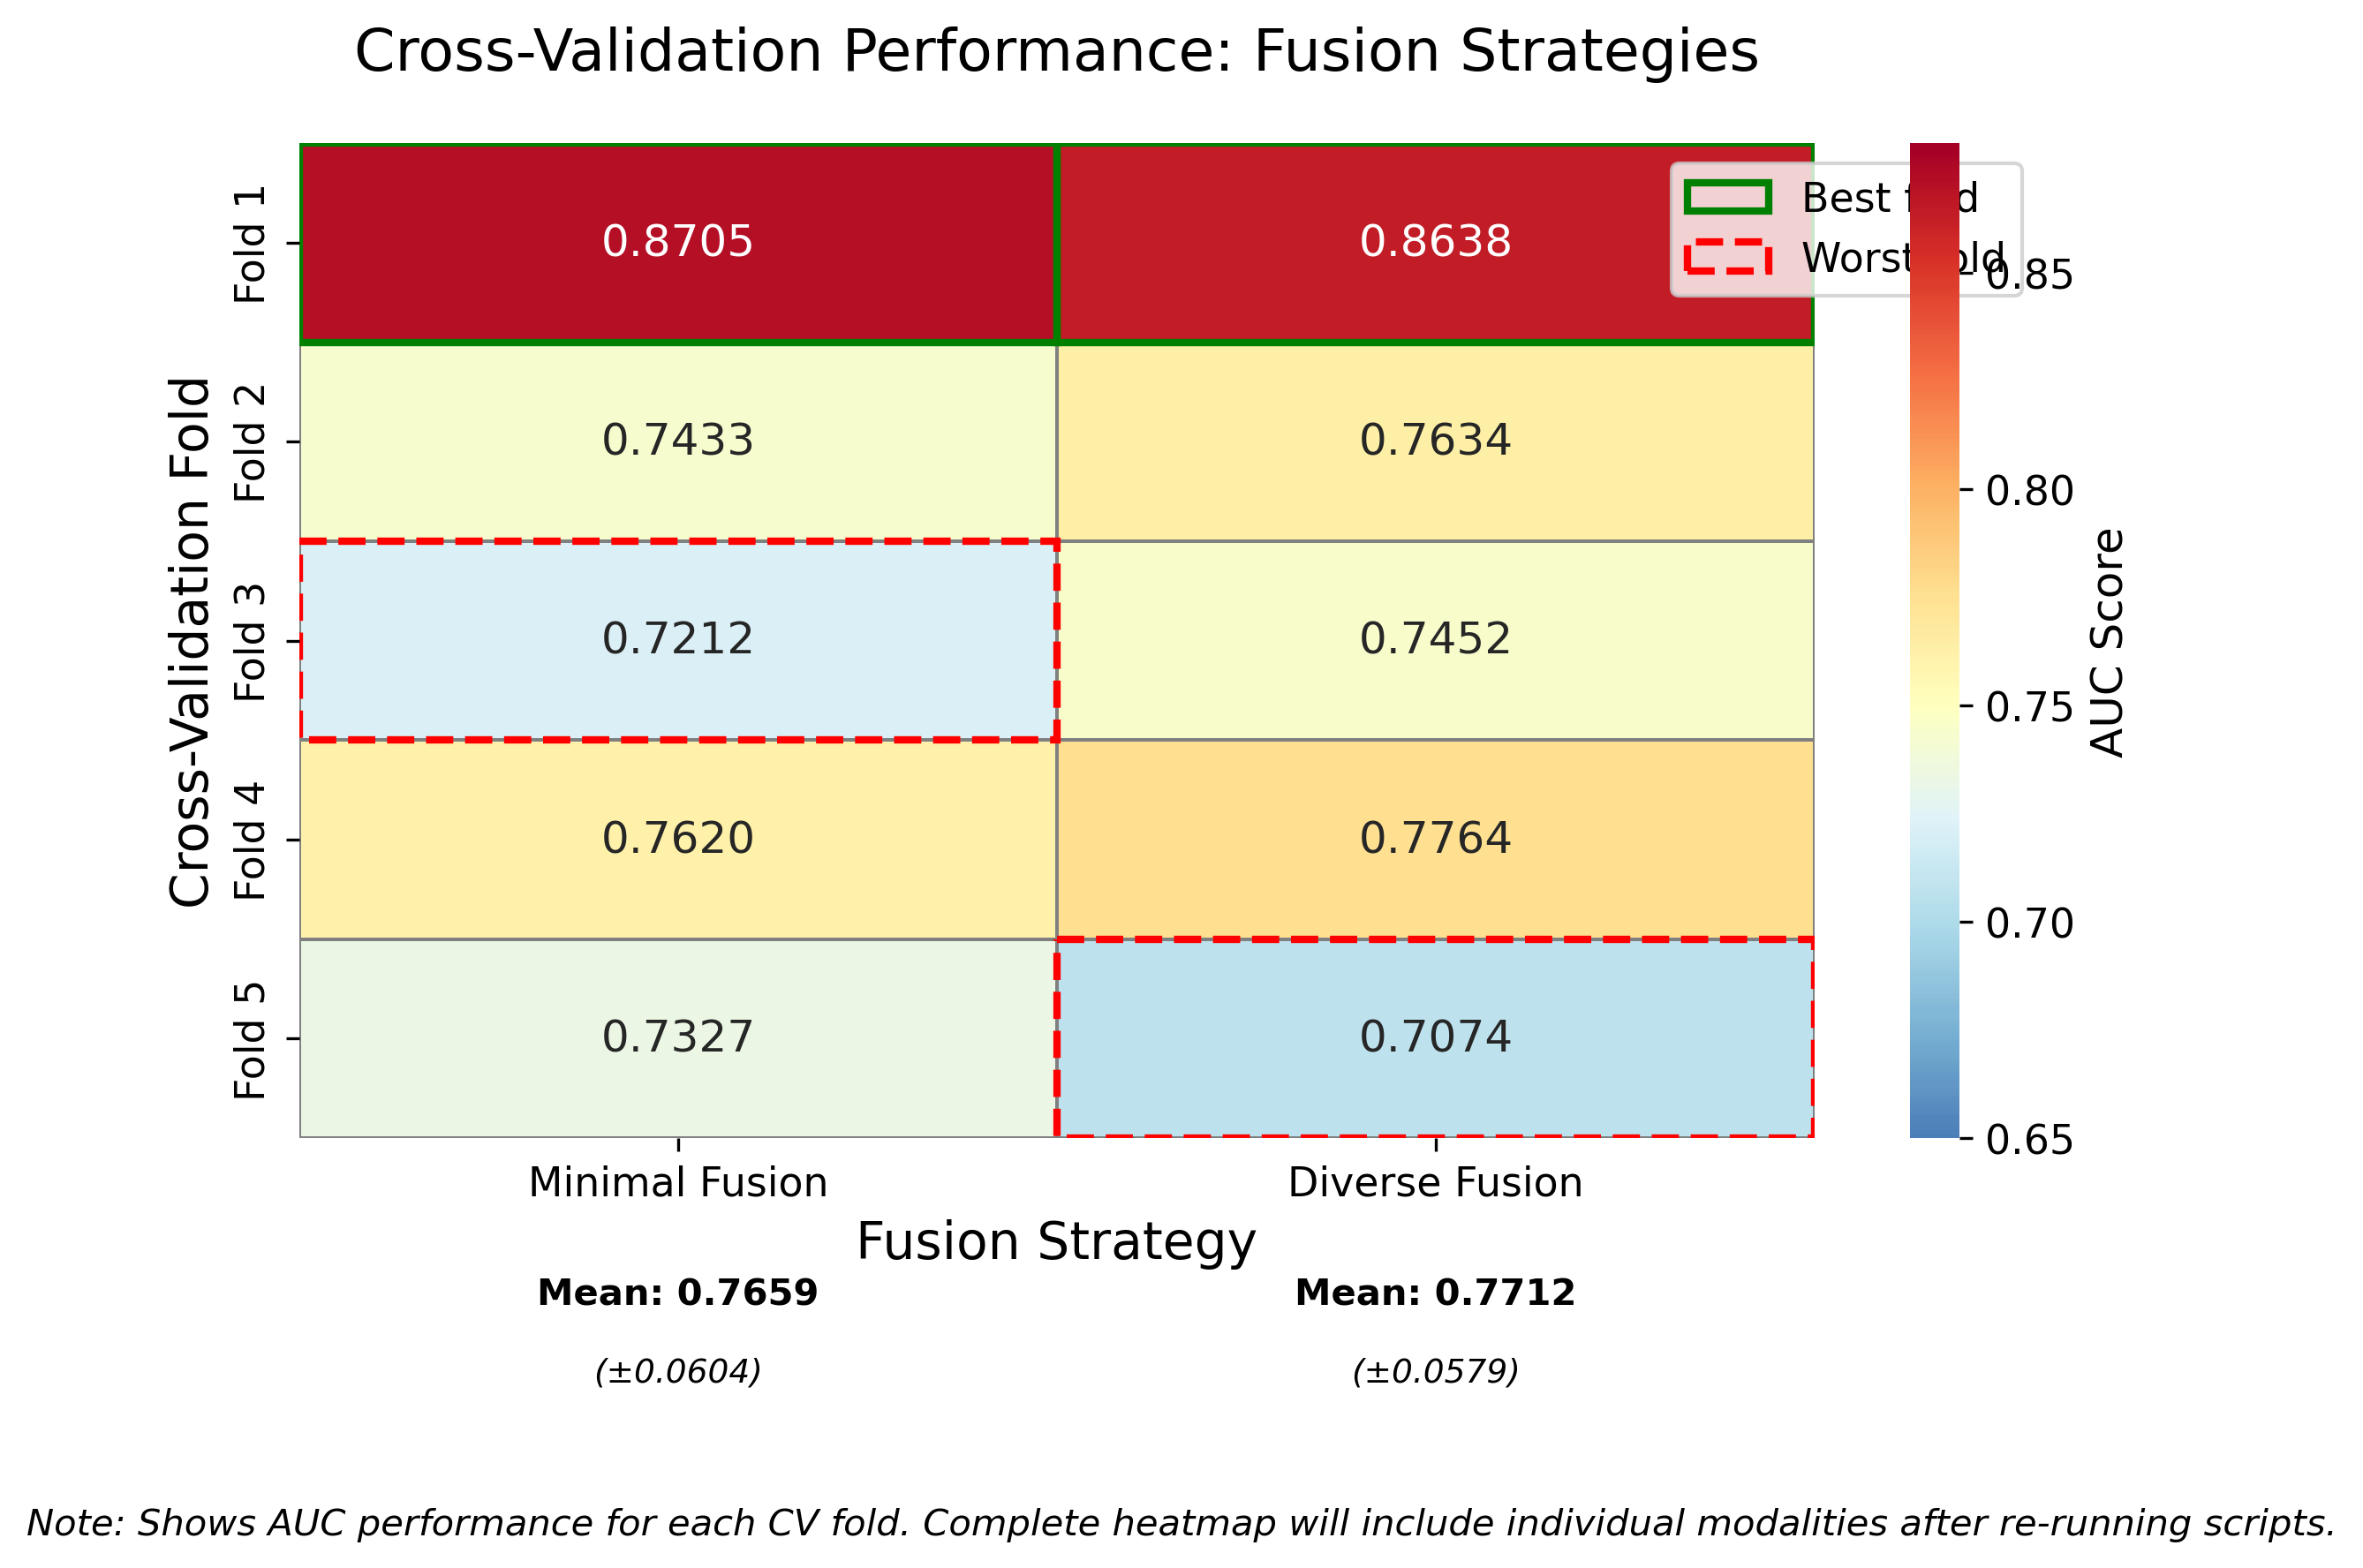 Cross-Validation Performance: Fusion Strategies
Cross-Validation Fold
Fold 1
0.8705
0.8638
Fold 2
0.7433
0.7634
Fold 3
0.7212
0.7452
Fold 4
0.7620
0.7764
Fold 5
0.7327
0.7074
Minimal Fusion
Diverse Fusion
Fusion Strategy
Mean: 0.7659
Mean: 0.7712
(±0.0604)
(±0.0579)
Best
Worst
0.85
0.80
0.75
0.70
0.65
AUC Score
Note: Shows AUC performance for each CV fold. Complete heatmap will include individual modalities after re-running scripts.